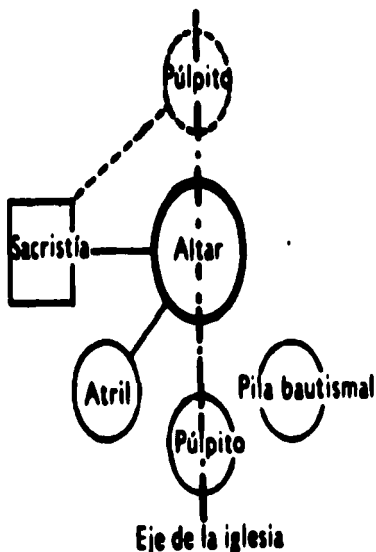 Púlpito
Sacristía
Altar
Atril
Pila bautismal
Púlpito
Eje de la iglesia